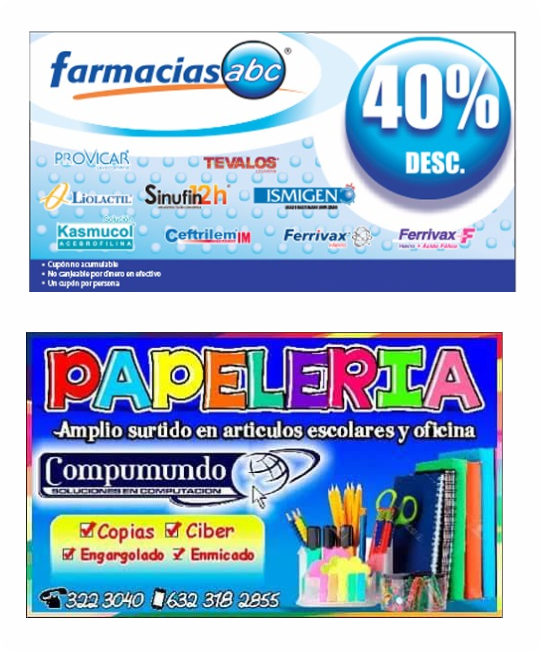 farmacias abc®
40%
DESC.
PROVICAR
TEVALOS
LIOLACTIL
Sinufin 12h
ISMIGEN
Kasmucol
ACEBROFILINA
Ceftrilem IM
Ferrivax
Ferrivax F
Hierro + Ácido Fólico
• Cupón no acumulable
• No canjeable por dinero en efectivo
• Un cupón por persona
PAPELERIA
Amplio surtido en articulos escolares y oficina
Compumundo
SOLUCIONES EN COMPUTACION
Copias Ciber
Engargolado Enmicado
322 3040 632 318 2855